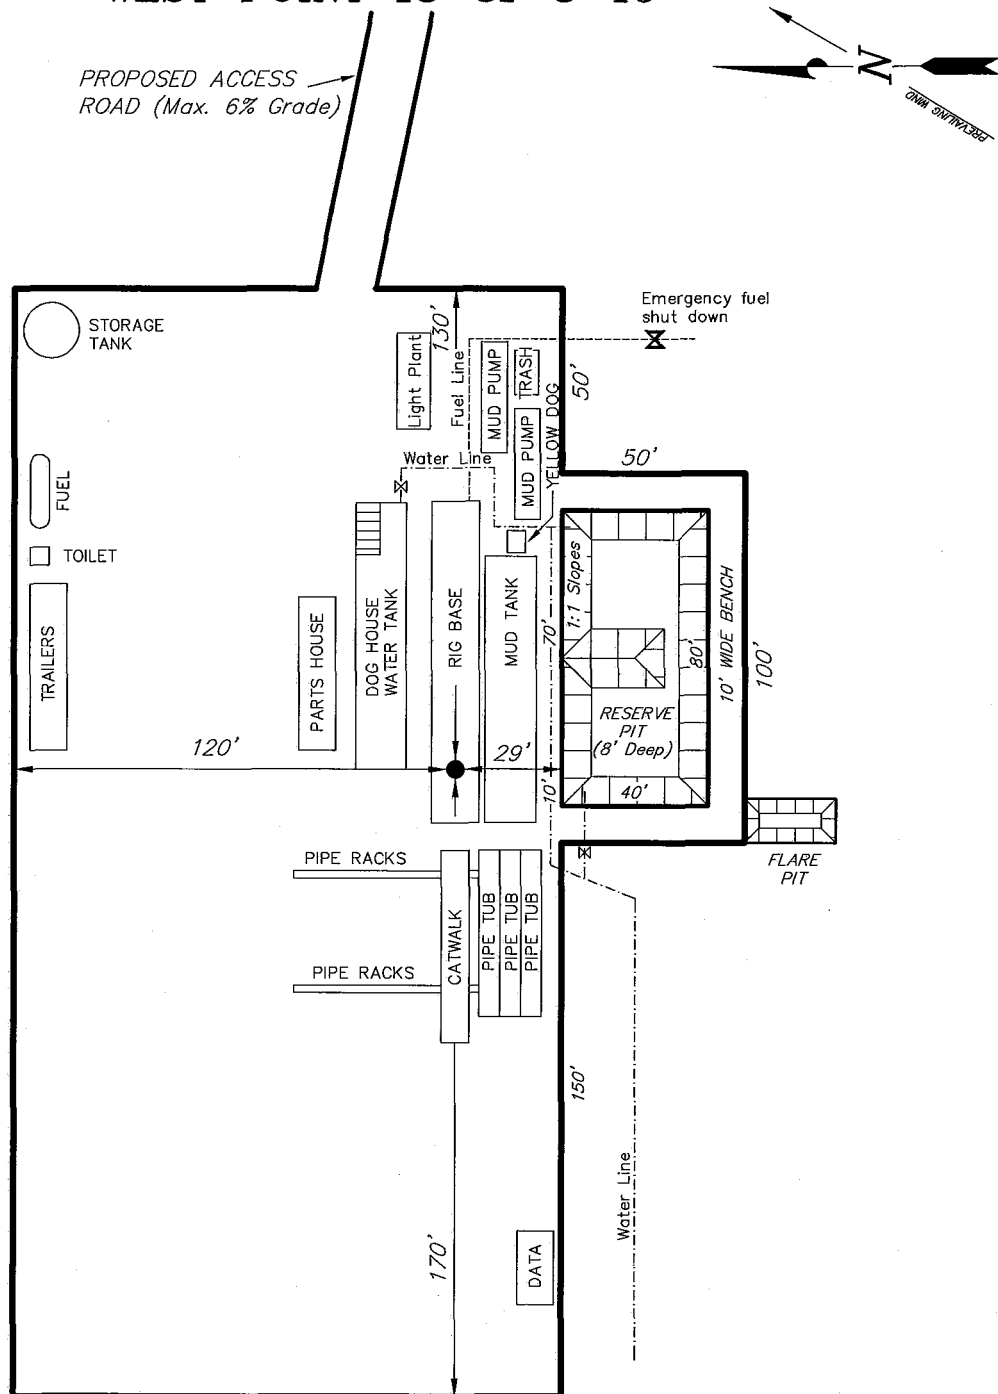 PROPOSED ACCESS
ROAD (Max. 6% Grade)
N
PREVAILING WIND
STORAGE
TANK
Emergency fuel
shut down
130'
Light Plant
Fuel Line
MUD PUMP
TRASH
50'
MUD PUMP
YELLOW DOG
Water Line
50'
FUEL
TOILET
TRAILERS
PARTS HOUSE
DOG HOUSE
WATER TANK
RIG BASE
MUD TANK
70'
1:1 Slopes
80'
10' WIDE BENCH
100'
RESERVE
PIT
(8' Deep)
120'
29'
10'
40'
FLARE
PIT
PIPE RACKS
CATWALK
PIPE TUB
PIPE TUB
PIPE TUB
PIPE RACKS
150'
Water Line
170'
DATA